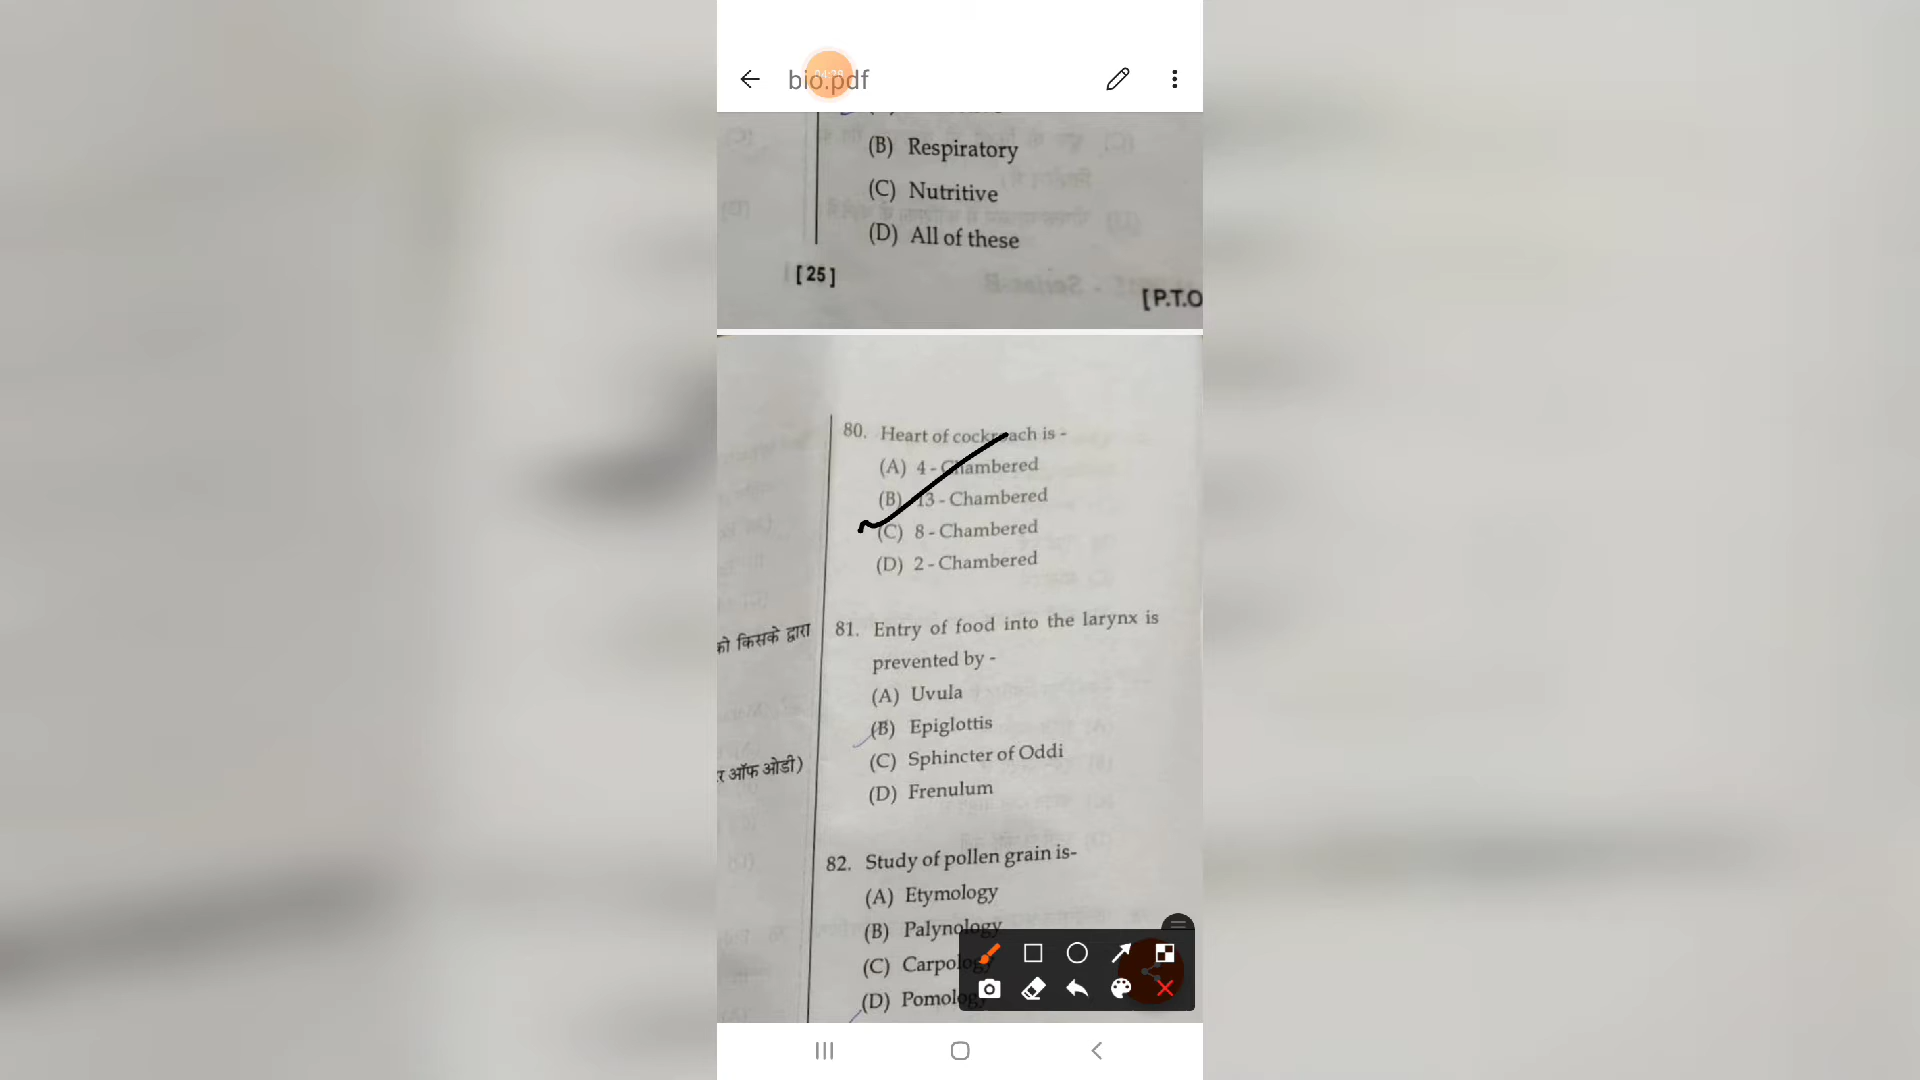 bio.pdf
(B) Respiratory
(C) Nutritive
(D) All of these
[ 25 ]
[ P.T.O
80. Heart of cockroach is -
(A) 4 - Chambered
(B) 13 - Chambered
(C) 8 - Chambered
(D) 2 - Chambered
को किसके द्वारा
81. Entry of food into the larynx is
prevented by -
(A) Uvula
(B) Epiglottis
(C) Sphincter of Oddi
(D) Frenulum
ऑफ ओडी)
82. Study of pollen grain is-
(A) Etymology
(B) Palynology
(C) Carpology
(D) Pomology